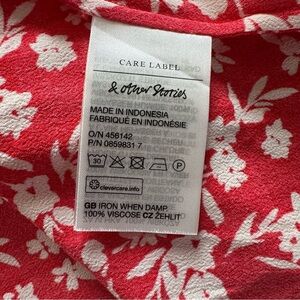 CARE LABEL
& other Stories
MADE IN INDONESIA
FABRIQUÉ EN INDONÉSIE
O/N 456142
P/N 0859831 7
30
P
clevercare.info
GB IRON WHEN DAMP
100% VISCOSE CZ ŽEHLIT